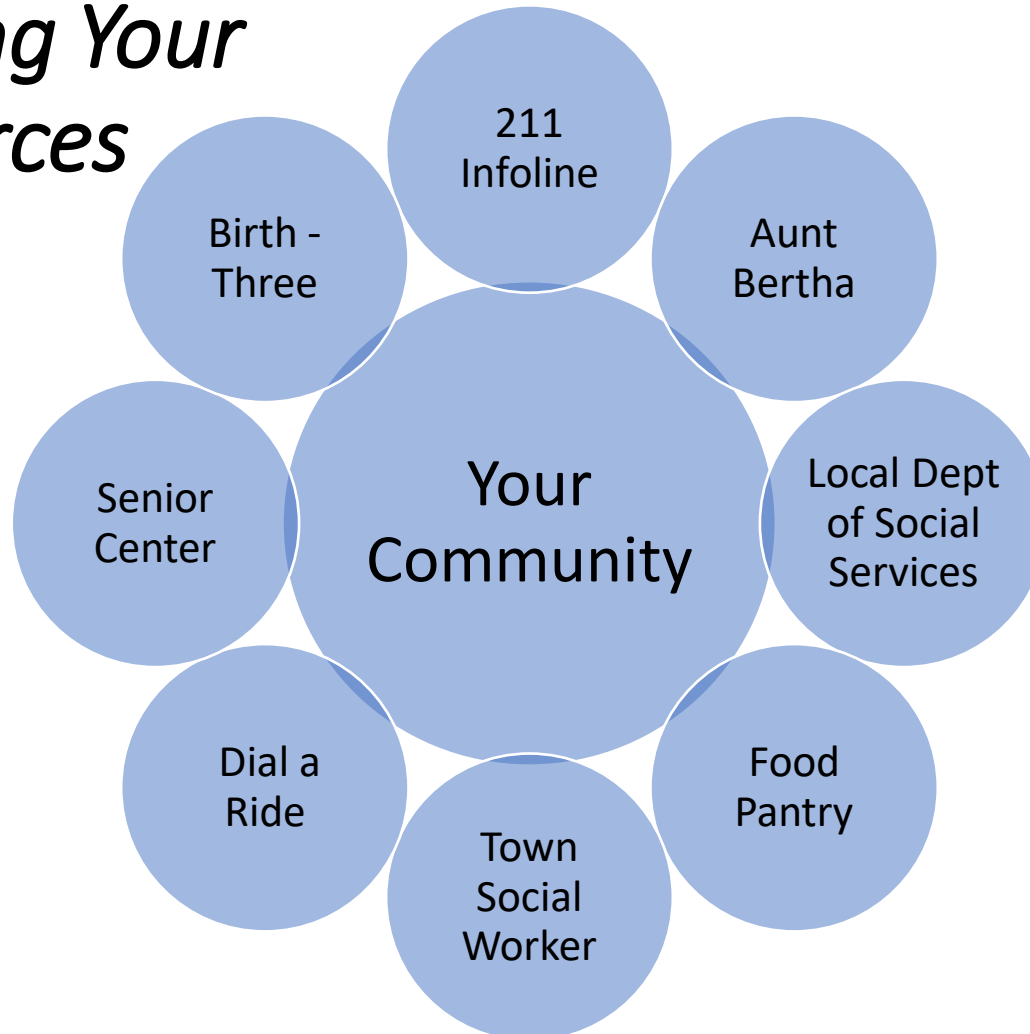 ng Your
rces
211
Infoline
Aunt
Bertha
Local Dept
of Social
Services
Food
Pantry
Town
Social
Worker
Dial a
Ride
Senior
Center
Birth -
Three
Your
Community